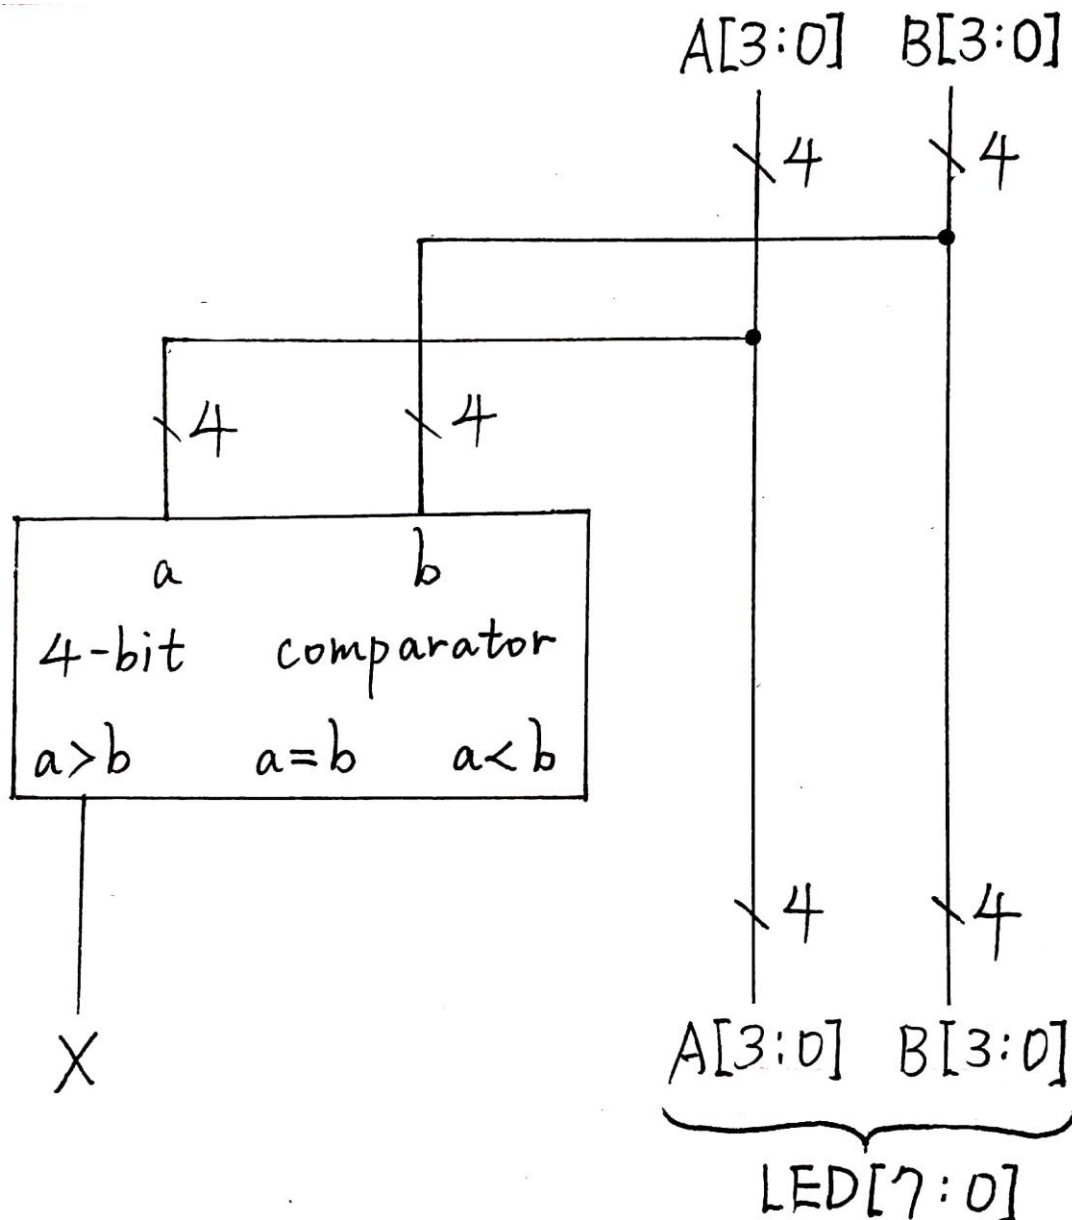 A[3:0] B[3:0]
4 4
4 4
a b
4-bit comparator
a>b a=b a<b
4 4
X
A[3:0] B[3:0]
LED[7:0]